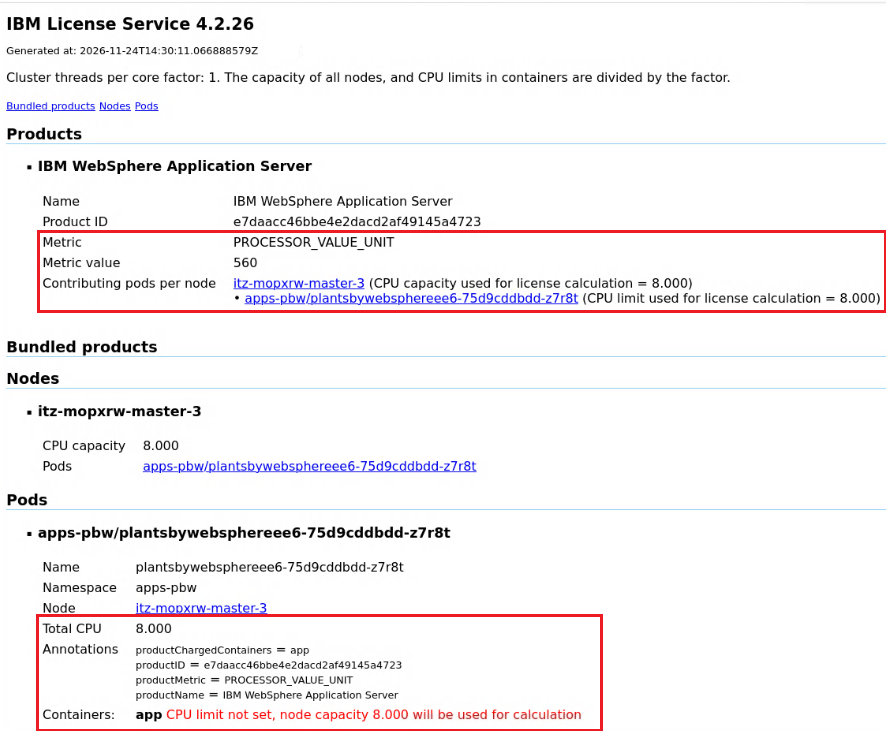 IBM License Service 4.2.26
Generated at: 2026-11-24T14:30:11.066888579Z
Cluster threads per core factor: 1. The capacity of all nodes, and CPU limits in containers are divided by the factor.
Bundled products Nodes Pods
Products
▪ IBM WebSphere Application Server
Name IBM WebSphere Application Server
Product ID e7daacc46bbe4e2dacd2af49145a4723
Metric PROCESSOR_VALUE_UNIT
Metric value 560
Contributing pods per node itz-mopxrw-master-3 (CPU capacity used for license calculation = 8.000)
• apps-pbw/plantsbywebsphereee6-75d9cddbdd-z7r8t (CPU limit used for license calculation = 8.000)
Bundled products
Nodes
▪ itz-mopxrw-master-3
CPU capacity 8.000
Pods apps-pbw/plantsbywebsphereee6-75d9cddbdd-z7r8t
Pods
▪ apps-pbw/plantsbywebsphereee6-75d9cddbdd-z7r8t
Name plantsbywebsphereee6-75d9cddbdd-z7r8t
Namespace apps-pbw
Node itz-mopxrw-master-3
Total CPU 8.000
Annotations productChargedContainers = app
productID = e7daacc46bbe4e2dacd2af49145a4723
productMetric = PROCESSOR_VALUE_UNIT
productName = IBM WebSphere Application Server
Containers: app CPU limit not set, node capacity 8.000 will be used for calculation